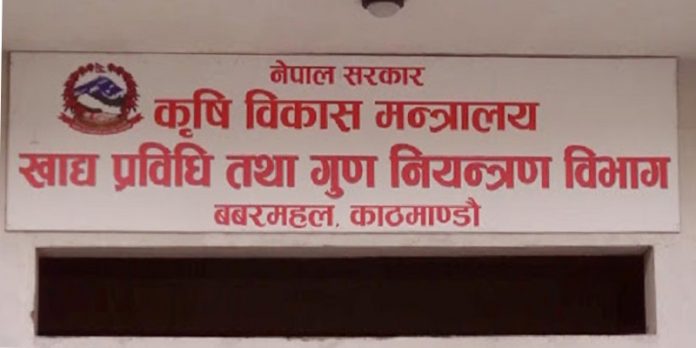 नेपाल सरकार
कृषि विकास मन्त्रालय
खाद्य प्रविधि तथा गुण नियन्त्रण विभाग
बबरमहल, काठमाण्डौ